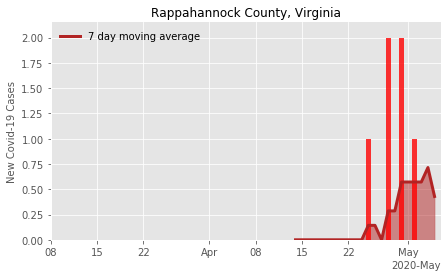 Rappahannock County, Virginia
7 day moving average
New Covid-19 Cases
2.00
1.75
1.50
1.25
1.00
0.75
0.50
0.25
0.00
08 15 22 Apr 08 15 22 May
2020-May